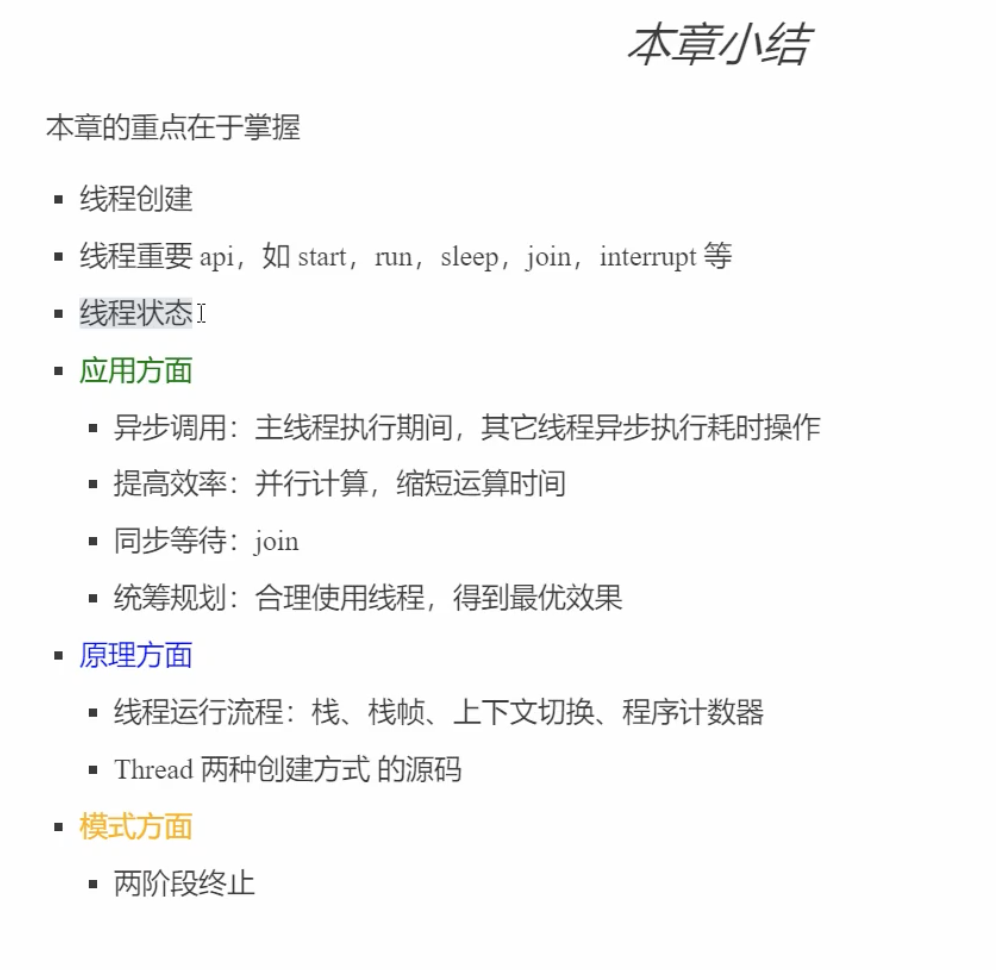 本章小结
本章的重点在于掌握
线程创建
线程重要 api，如 start，run，sleep，join，interrupt 等
线程状态
应用方面
异步调用：主线程执行期间，其它线程异步执行耗时操作
提高效率：并行计算，缩短运算时间
同步等待：join
统筹规划：合理使用线程，得到最优效果
原理方面
线程运行流程：栈、栈帧、上下文切换、程序计数器
Thread 两种创建方式 的源码
模式方面
两阶段终止